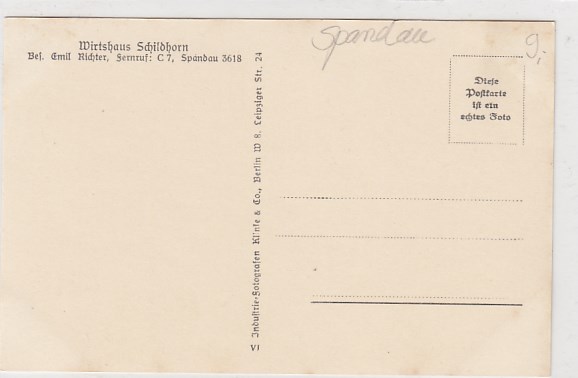 Wirtshaus Schildhorn
Bes. Emil Richter, Fernruf: C 7, Spandau 3618
Spandau
9,-
Diese
Postkarte
ist ein
echtes Foto
VI Industrie-Fotografen Klinke & Co., Berlin W 8, Leipziger Str. 24